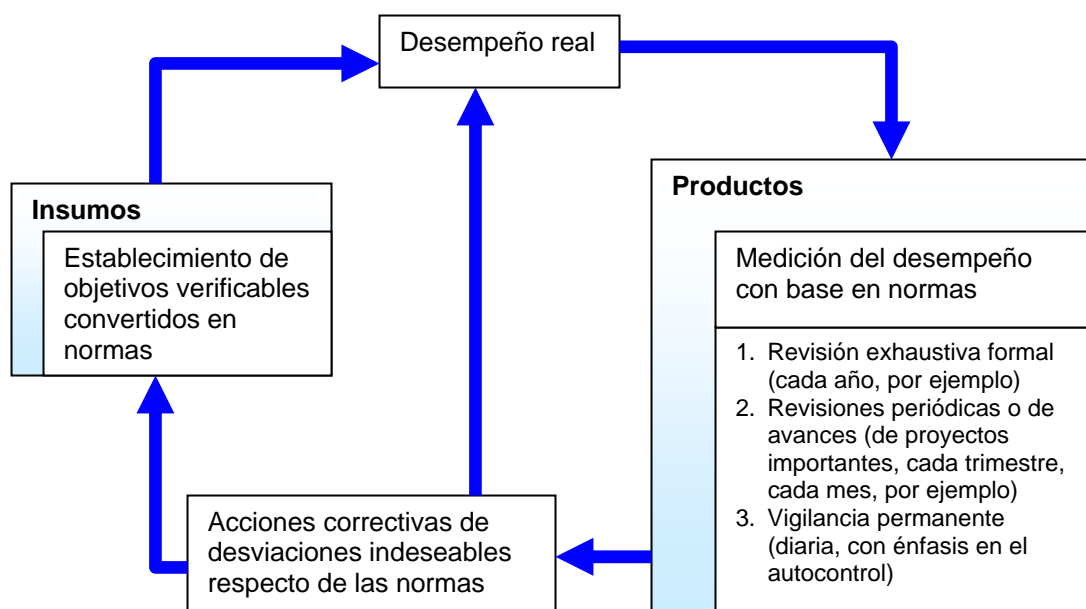 Desempeño real
Insumos
Establecimiento de
objetivos verificables
convertidos en
normas
Productos
Medición del desempeño
con base en normas
1. Revisión exhaustiva formal
(cada año, por ejemplo)
2. Revisiones periódicas o de
avances (de proyectos
importantes, cada trimestre,
cada mes, por ejemplo)
3. Vigilancia permanente
(diaria, con énfasis en el
autocontrol)
Acciones correctivas de
desviaciones indeseables
respecto de las normas